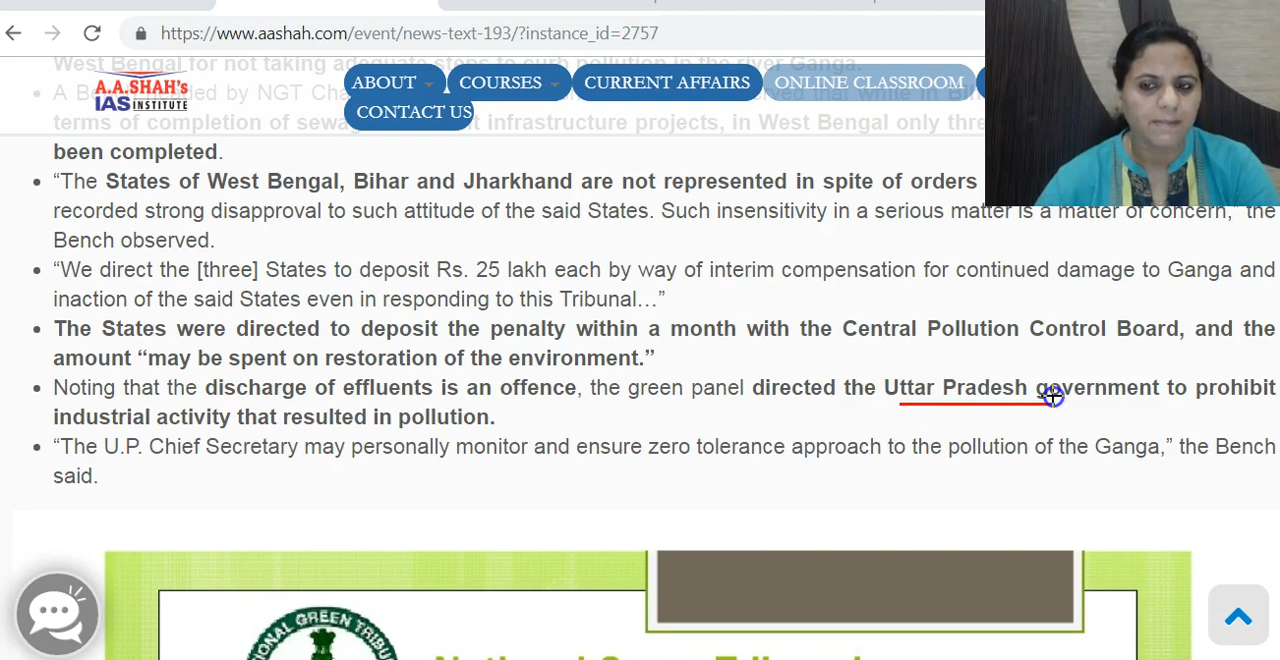 https://www.aashah.com/event/news-text-193/?instance_id=2757
West Bengal for not taking adequate steps to curb pollution in the river Ganga.
A.A.SHAH'S
IAS INSTITUTE
ABOUT
COURSES
CURRENT AFFAIRS
ONLINE CLASSROOM
CONTACT US
by NGT
terms of completion of infrastructure projects, in West Bengal only
been completed.
• “The States of West Bengal, Bihar and Jharkhand are not represented in spite of orders
recorded strong disapproval to such attitude of the said States. Such insensitivity in a serious matter is a matter of concern,” the
Bench observed.
• “We direct the [three] States to deposit Rs. 25 lakh each by way of interim compensation for continued damage to Ganga and
inaction of the said States even in responding to this Tribunal…”
• The States were directed to deposit the penalty within a month with the Central Pollution Control Board, and the
amount “may be spent on restoration of the environment.”
• Noting that the discharge of effluents is an offence, the green panel directed the Uttar Pradesh government to prohibit
industrial activity that resulted in pollution.
• “The U.P. Chief Secretary may personally monitor and ensure zero tolerance approach to the pollution of the Ganga,” the Bench
said.